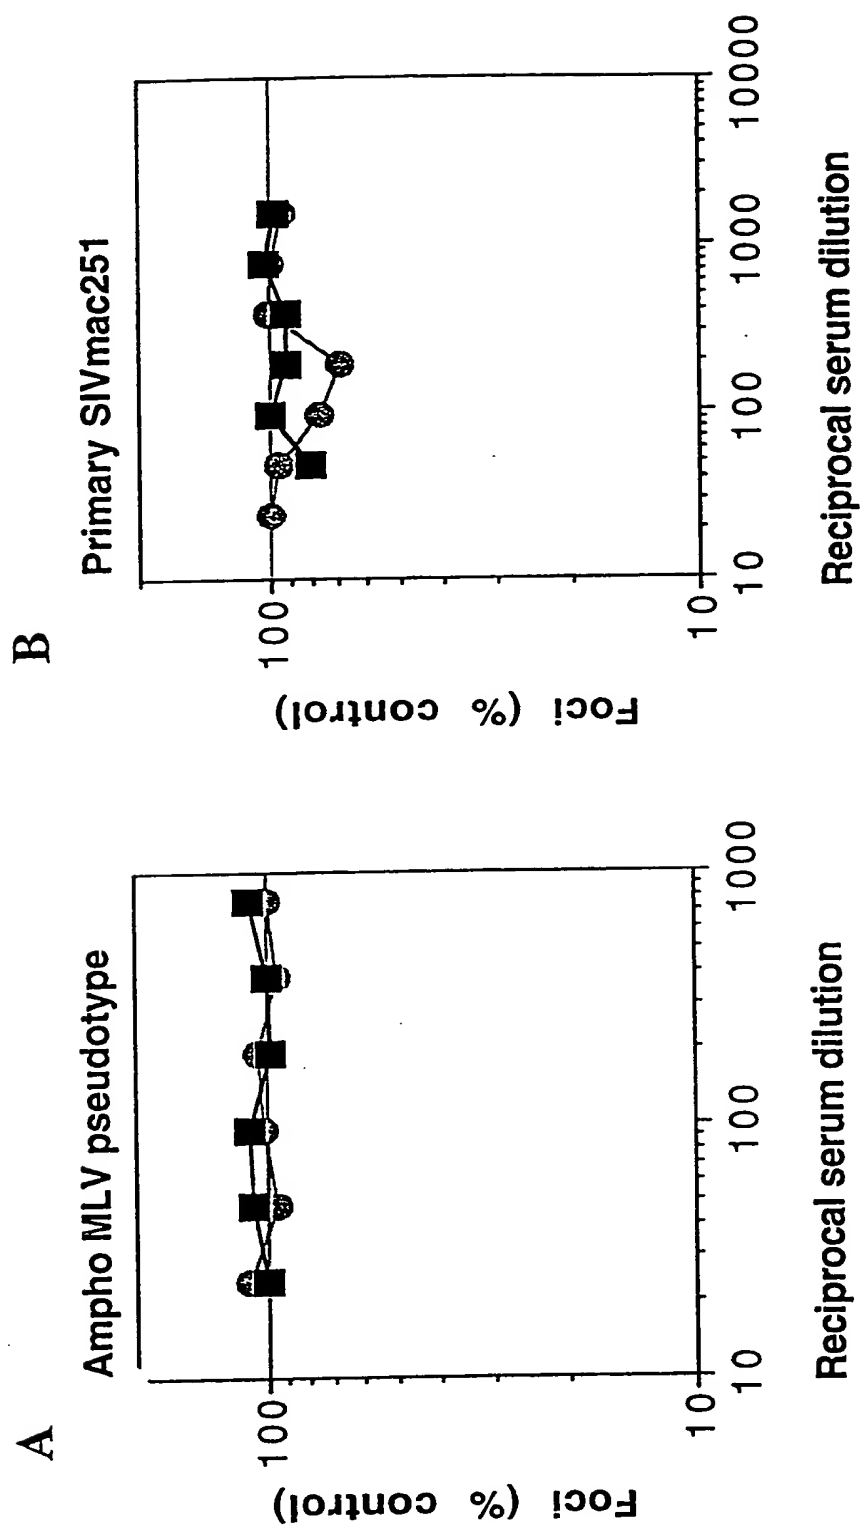 A
Ampho MLV pseudotype
Foci (% control)
100
10
10
100
1000
Reciprocal serum dilution
B
Primary SIVmac251
Foci (% control)
100
10
10
100
1000
10000
Reciprocal serum dilution